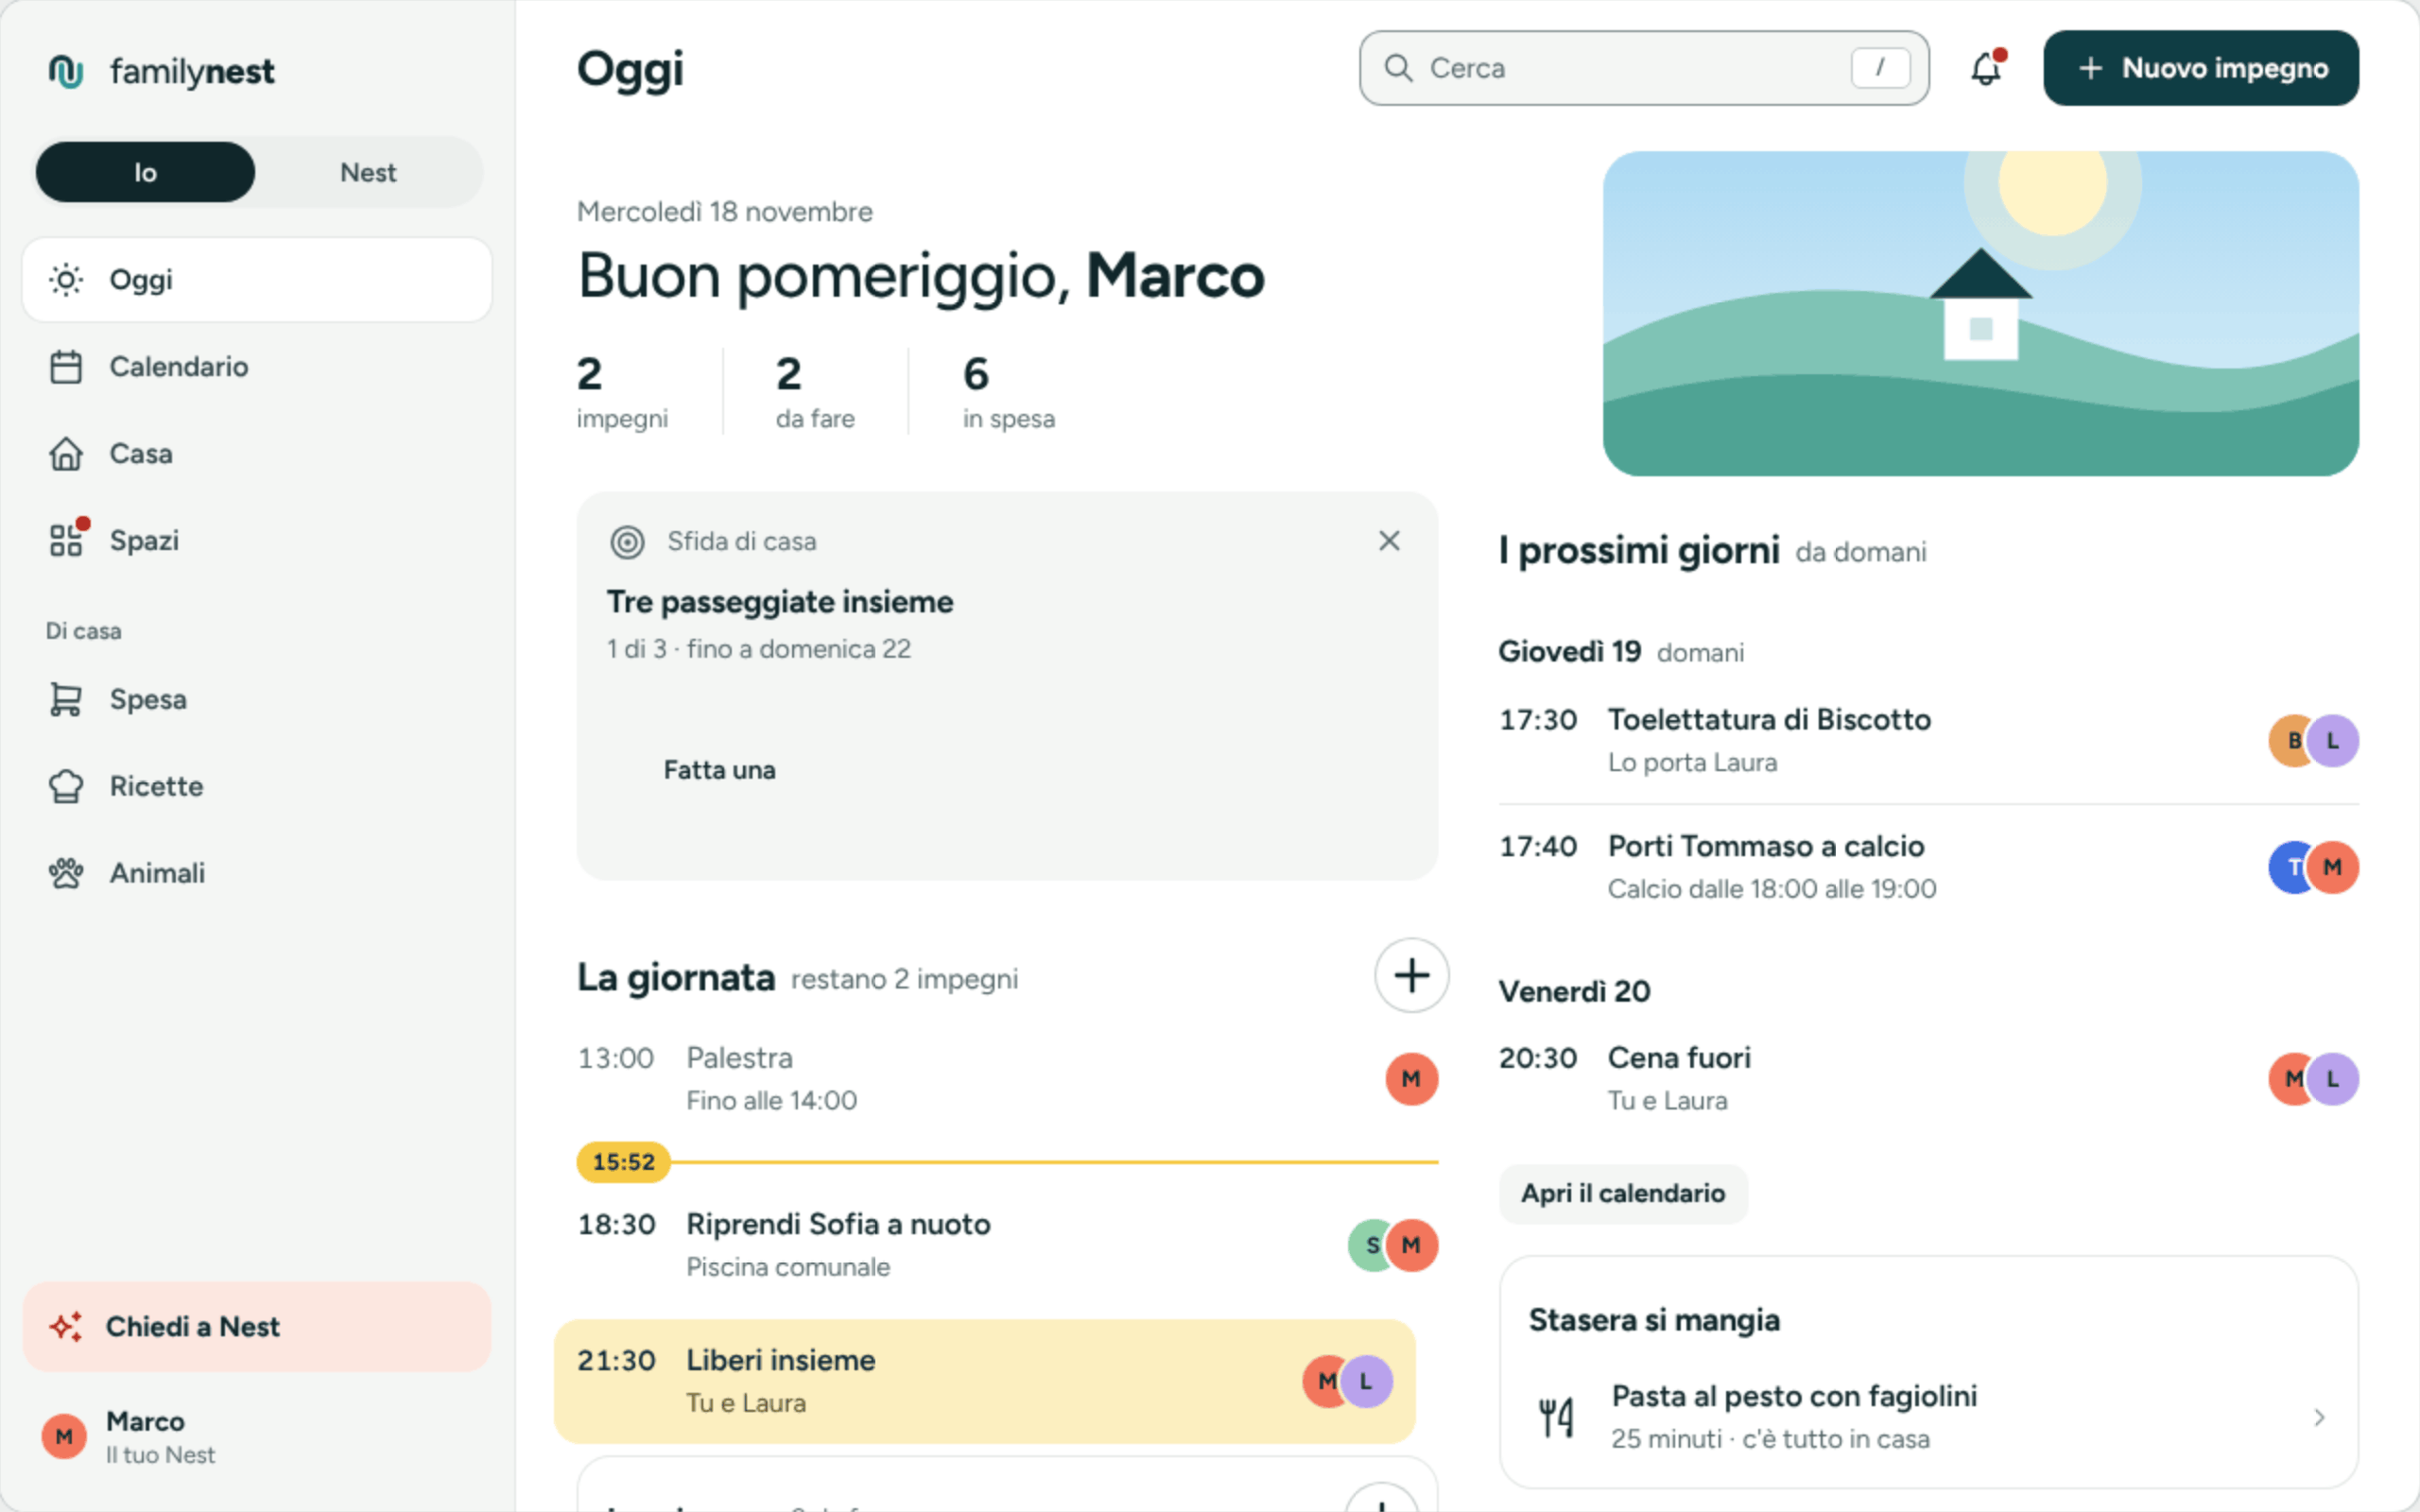 familynest
Io
Nest
Oggi
Calendario
Casa
Spazi
Di casa
Spesa
Ricette
Animali
Chiedi a Nest
M
Marco
Il tuo Nest
Oggi
Cerca
/
+ Nuovo impegno
Mercoledì 18 novembre
Buon pomeriggio, Marco
2
impegni
2
da fare
6
in spesa
Sfida di casa
Tre passeggiate insieme
1 di 3 · fino a domenica 22
Fatta una
La giornata restano 2 impegni
13:00 Palestra
Fino alle 14:00
M
15:52
18:30 Riprendi Sofia a nuoto
Piscina comunale
S M
21:30 Liberi insieme
Tu e Laura
M L
I prossimi giorni da domani
Giovedì 19 domani
17:30 Toelettatura di Biscotto
Lo porta Laura
B L
17:40 Porti Tommaso a calcio
Calcio dalle 18:00 alle 19:00
T M
Venerdì 20
20:30 Cena fuori
Tu e Laura
M L
Apri il calendario
Stasera si mangia
Pasta al pesto con fagiolini
25 minuti · c'è tutto in casa